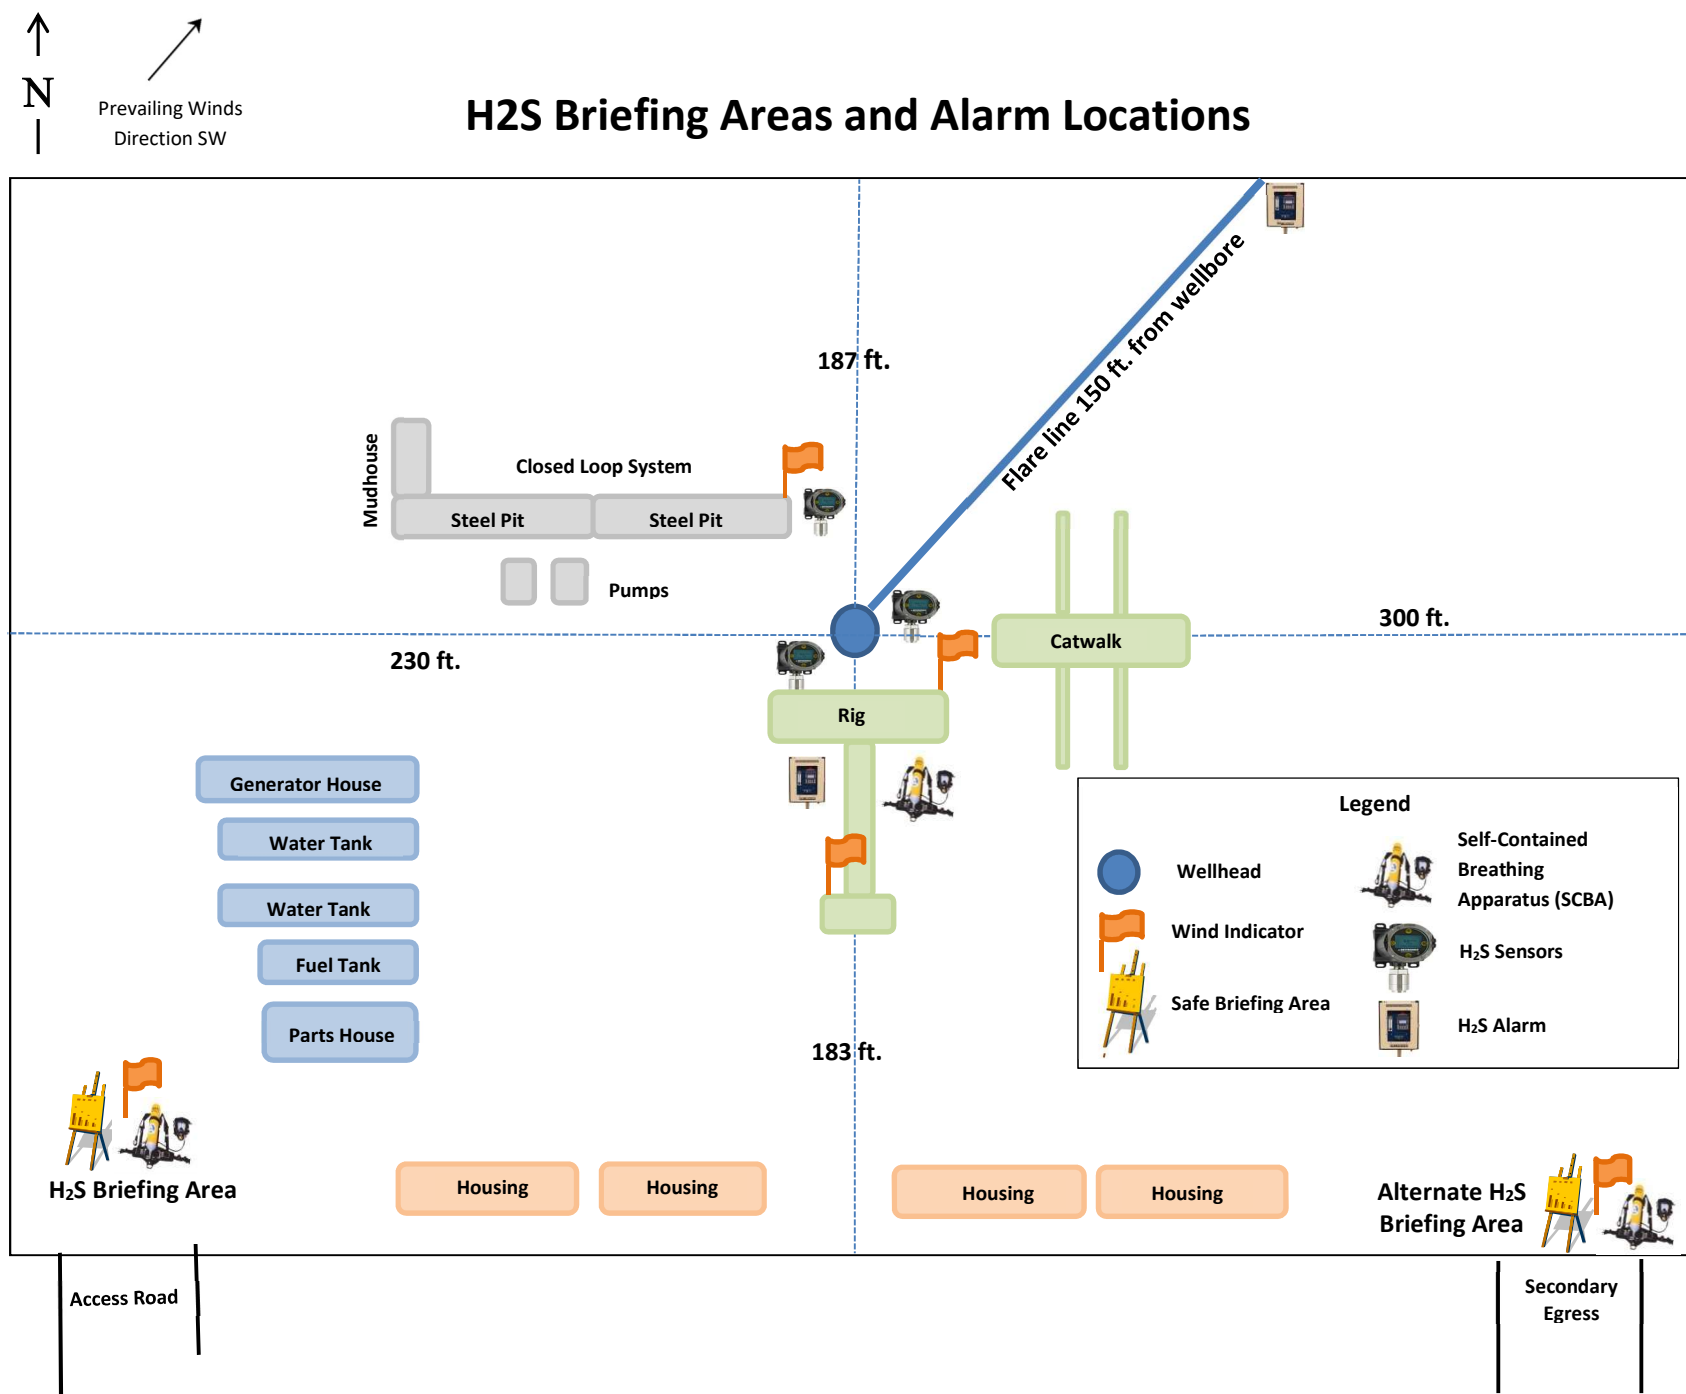 N
Prevailing Winds
Direction SW
H2S Briefing Areas and Alarm Locations
187 ft.
Flare line 150 ft. from wellbore
Mudhouse
Closed Loop System
Steel Pit
Steel Pit
Pumps
230 ft.
300 ft.
Catwalk
Rig
Generator House
Water Tank
Water Tank
Fuel Tank
Parts House
183 ft.
Legend
Wellhead
Wind Indicator
Safe Briefing Area
Self-Contained
Breathing
Apparatus (SCBA)
H₂S Sensors
H₂S Alarm
H₂S Briefing Area
Housing
Housing
Housing
Housing
Alternate H₂S
Briefing Area
Access Road
Secondary
Egress